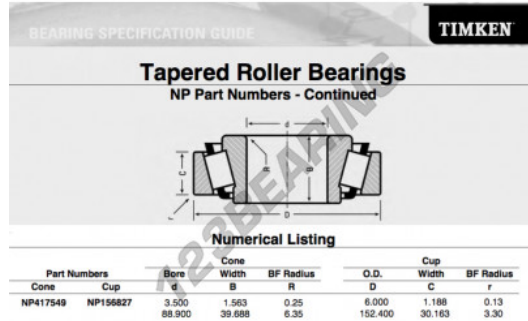 BEARING SPECIFICATION GUIDE
TIMKEN
Tapered Roller Bearings
NP Part Numbers - Continued
d
C R B
r
D
123BEARING
Numerical Listing
Cone Cup
Part Numbers Bore Width BF Radius O.D. Width BF Radius
Cone Cup d B R D C r
NP417549 NP156827 3.500 1.563 0.25 6.000 1.188 0.13
88.900 39.688 6.35 152.400 30.163 3.30